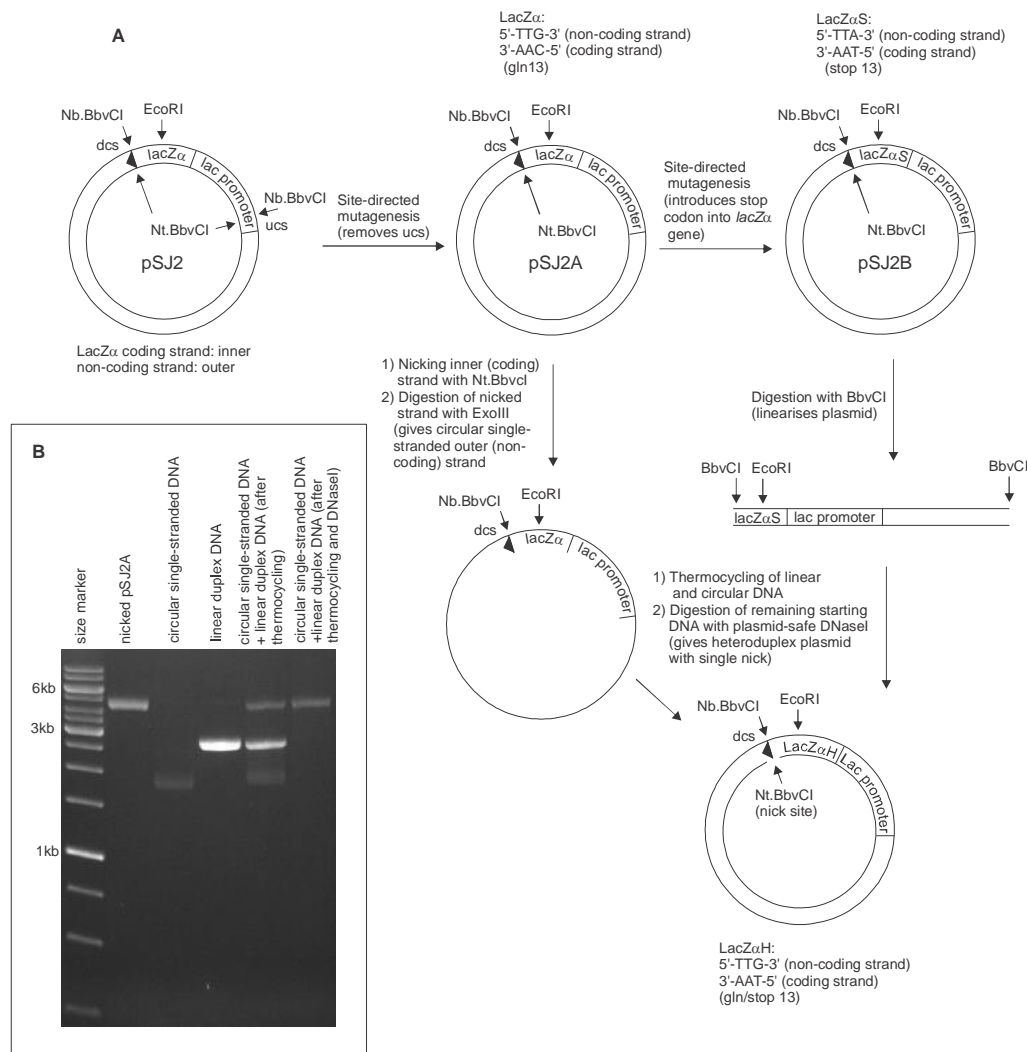 A
LacZα:
5'-TTG-3' (non-coding strand)
3'-AAC-5' (coding strand)
(gln13)
LacZαS:
5'-TTA-3' (non-coding strand)
3'-AAT-5' (coding strand)
(stop 13)
Nb.BbvCI
EcoRI
dcs
lacZα
lac promoter
Nb.BbvCI
ucs
Nt.BbvCI
pSJ2
Site-directed
mutagenesis
(removes ucs)
Nb.BbvCI
EcoRI
dcs
lacZα
lac promoter
Nt.BbvCI
pSJ2A
Site-directed
mutagenesis
(introduces stop
codon into lacZα
gene)
Nb.BbvCI
EcoRI
dcs
lacZαS
lac promoter
Nt.BbvCI
pSJ2B
LacZα coding strand: inner
non-coding strand: outer
1) Nicking inner (coding)
strand with Nt.BbvcI
2) Digestion of nicked
strand with ExoIII
(gives circular single-
stranded outer (non-
coding) strand
Digestion with BbvCI
(linearises plasmid)
BbvCI
EcoRI
BbvCI
lacZαS
lac promoter
Nb.BbvCI
EcoRI
dcs
lacZα
lac promoter
1) Thermocycling of linear
and circular DNA
2) Digestion of remaining starting
DNA with plasmid-safe DNaseI
(gives heteroduplex plasmid
with single nick)
Nb.BbvCI
EcoRI
dcs
LacZαH
Lac promoter
Nt.BbvCI
(nick site)
LacZαH:
5'-TTG-3' (non-coding strand)
3'-AAT-5' (coding strand)
(gln/stop 13)
B
size marker
nicked pSJ2A
circular single-stranded DNA
linear duplex DNA
circular single-stranded DNA
+ linear duplex DNA (after
thermocycling)
circular single-stranded DNA
+linear duplex DNA (after
thermocycling and DNaseI)
6kb
3kb
1kb